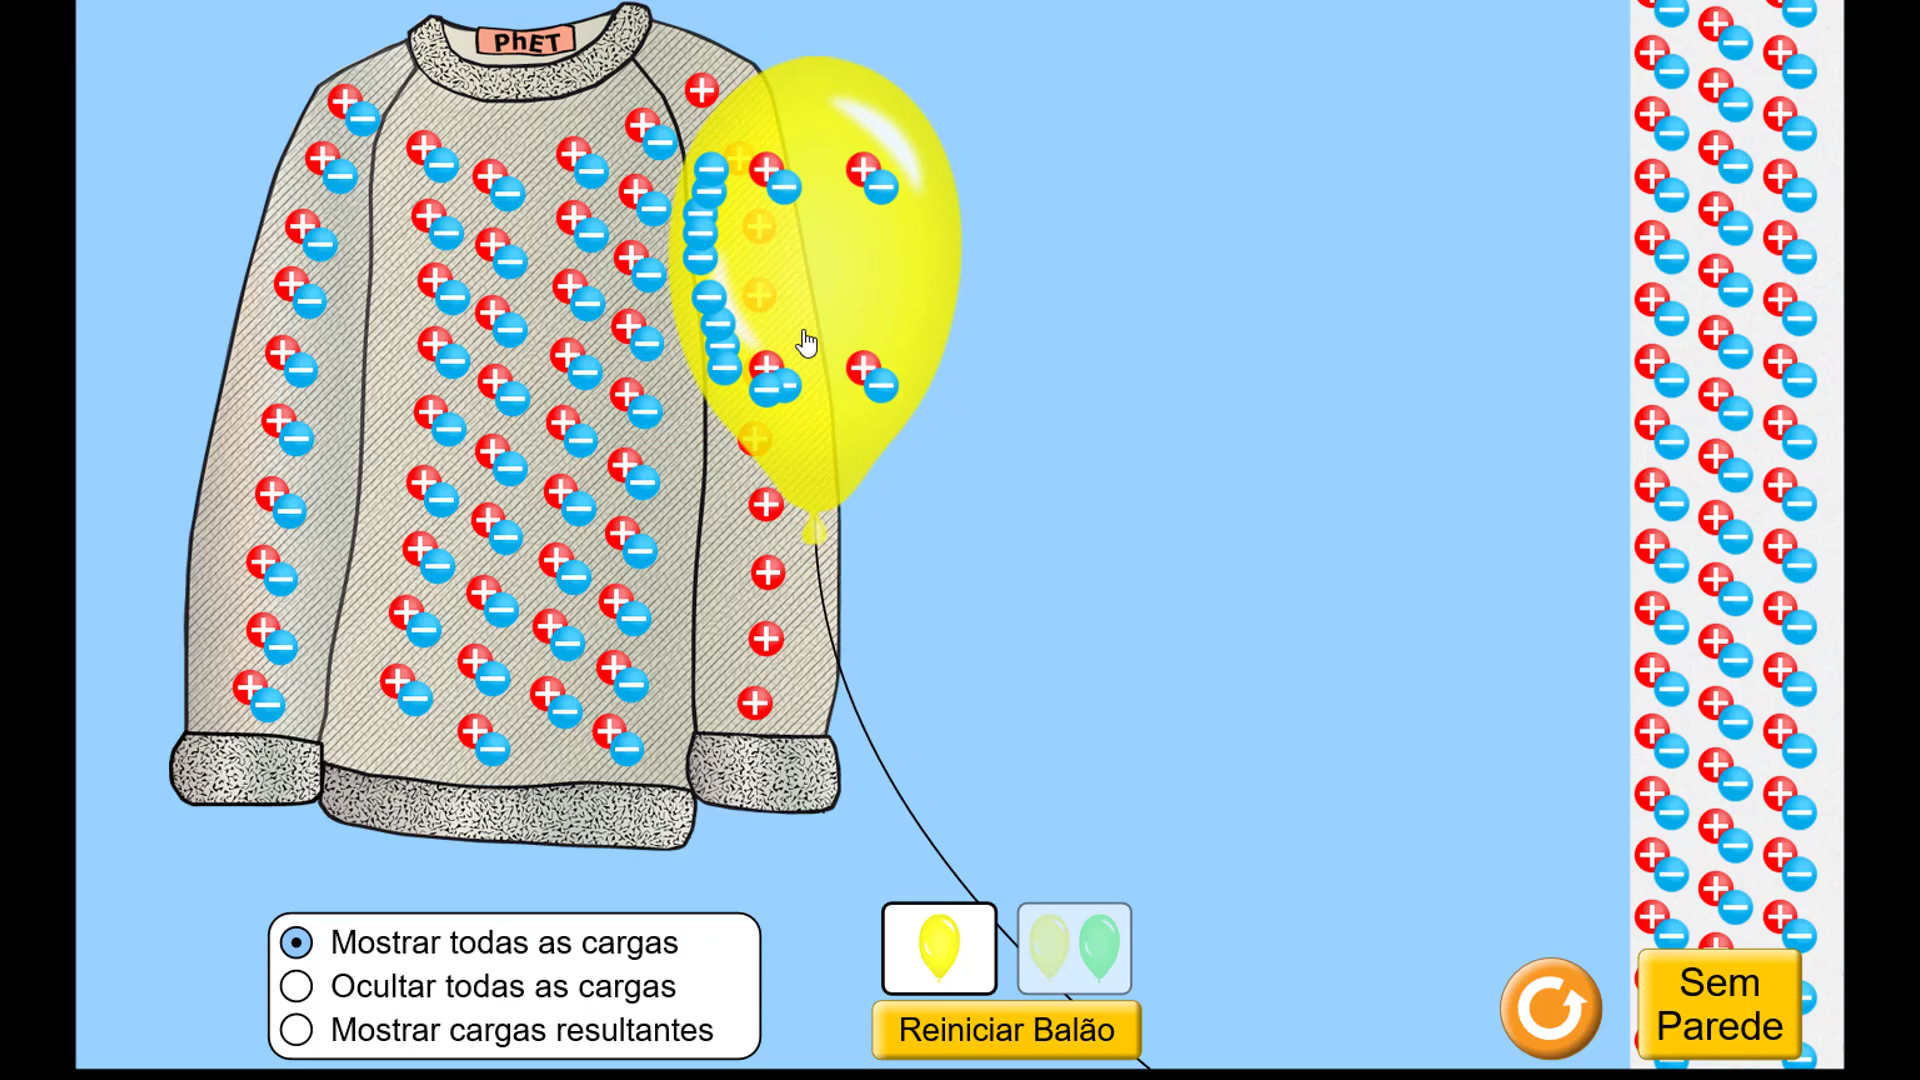 PhET
Mostrar todas as cargas
Ocultar todas as cargas
Mostrar cargas resultantes
Reiniciar Balão
Sem
Parede